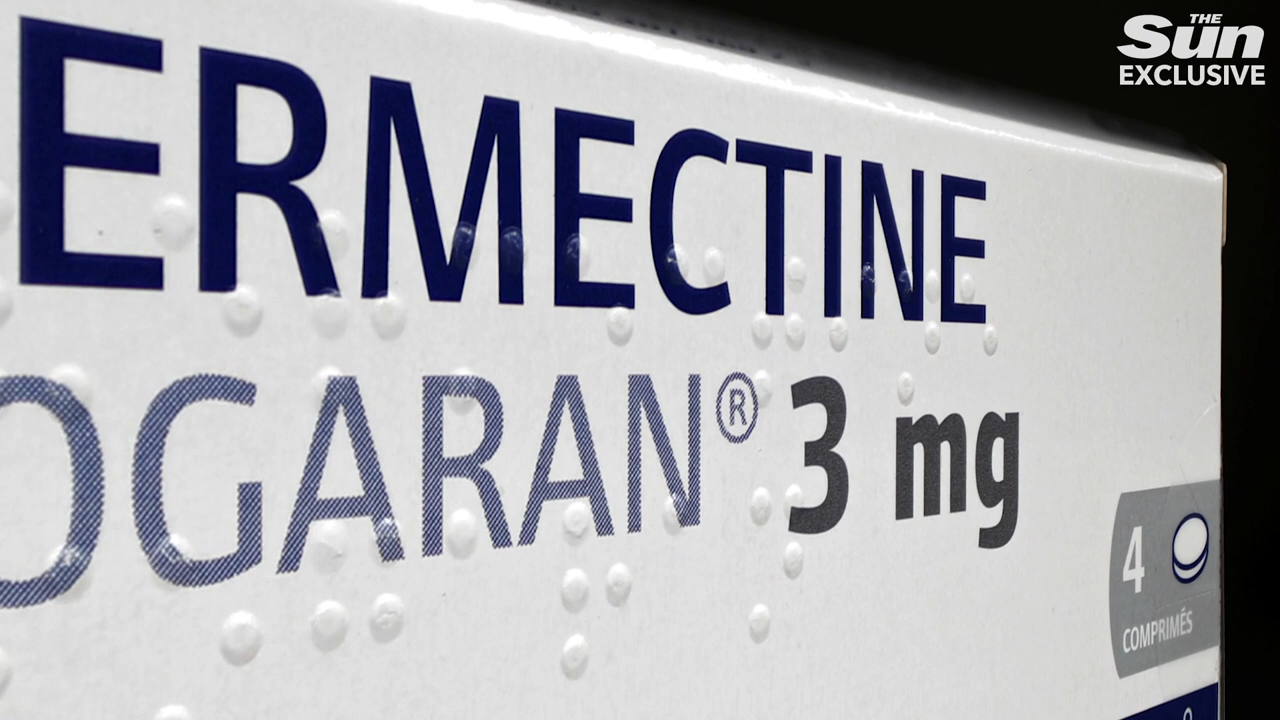 THE
Sun
EXCLUSIVE
ERMECTINE
OGARAN® 3 mg
4
COMPRIMÉS